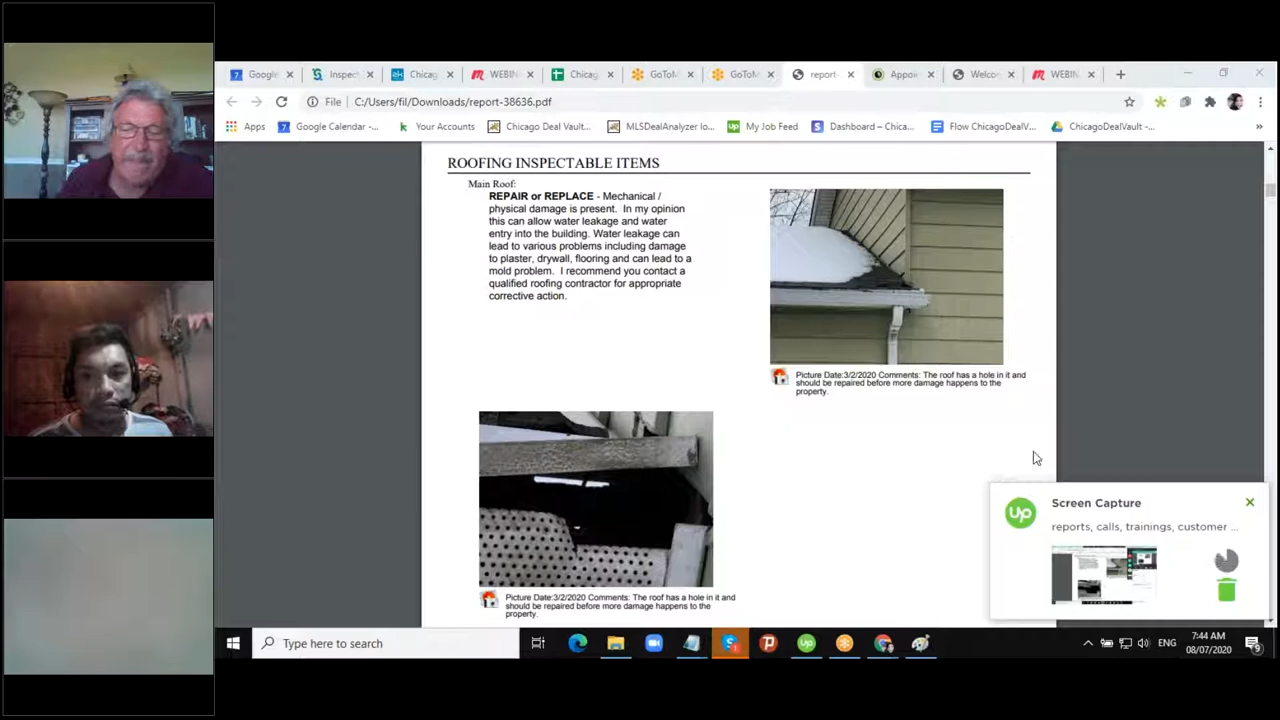 Google
Inspect
Chicag
WEBIN
Chicag
GoToM
GoToM
report-
Appoi
Welco
WEBIN
File
C:/Users/fil/Downloads/report-38636.pdf
Apps
Google Calendar -...
Your Accounts
Chicago Deal Vault...
MLSDealAnalyzer lo...
My Job Feed
Dashboard – Chica...
Flow ChicagoDealV...
ChicagoDealVault -...
ROOFING INSPECTABLE ITEMS
Main Roof:
REPAIR or REPLACE - Mechanical /
physical damage is present. In my opinion
this can allow water leakage and water
entry into the building. Water leakage can
lead to various problems including damage
to plaster, drywall, flooring and can lead to a
mold problem. I recommend you contact a
qualified roofing contractor for appropriate
corrective action.
Picture Date:3/2/2020 Comments: The roof has a hole in it and
should be repaired before more damage happens to the
property.
Picture Date:3/2/2020 Comments: The roof has a hole in it and
should be repaired before more damage happens to the
property.
Up
Screen Capture
reports, calls, trainings, customer ...
Type here to search
ENG
7:44 AM
08/07/2020